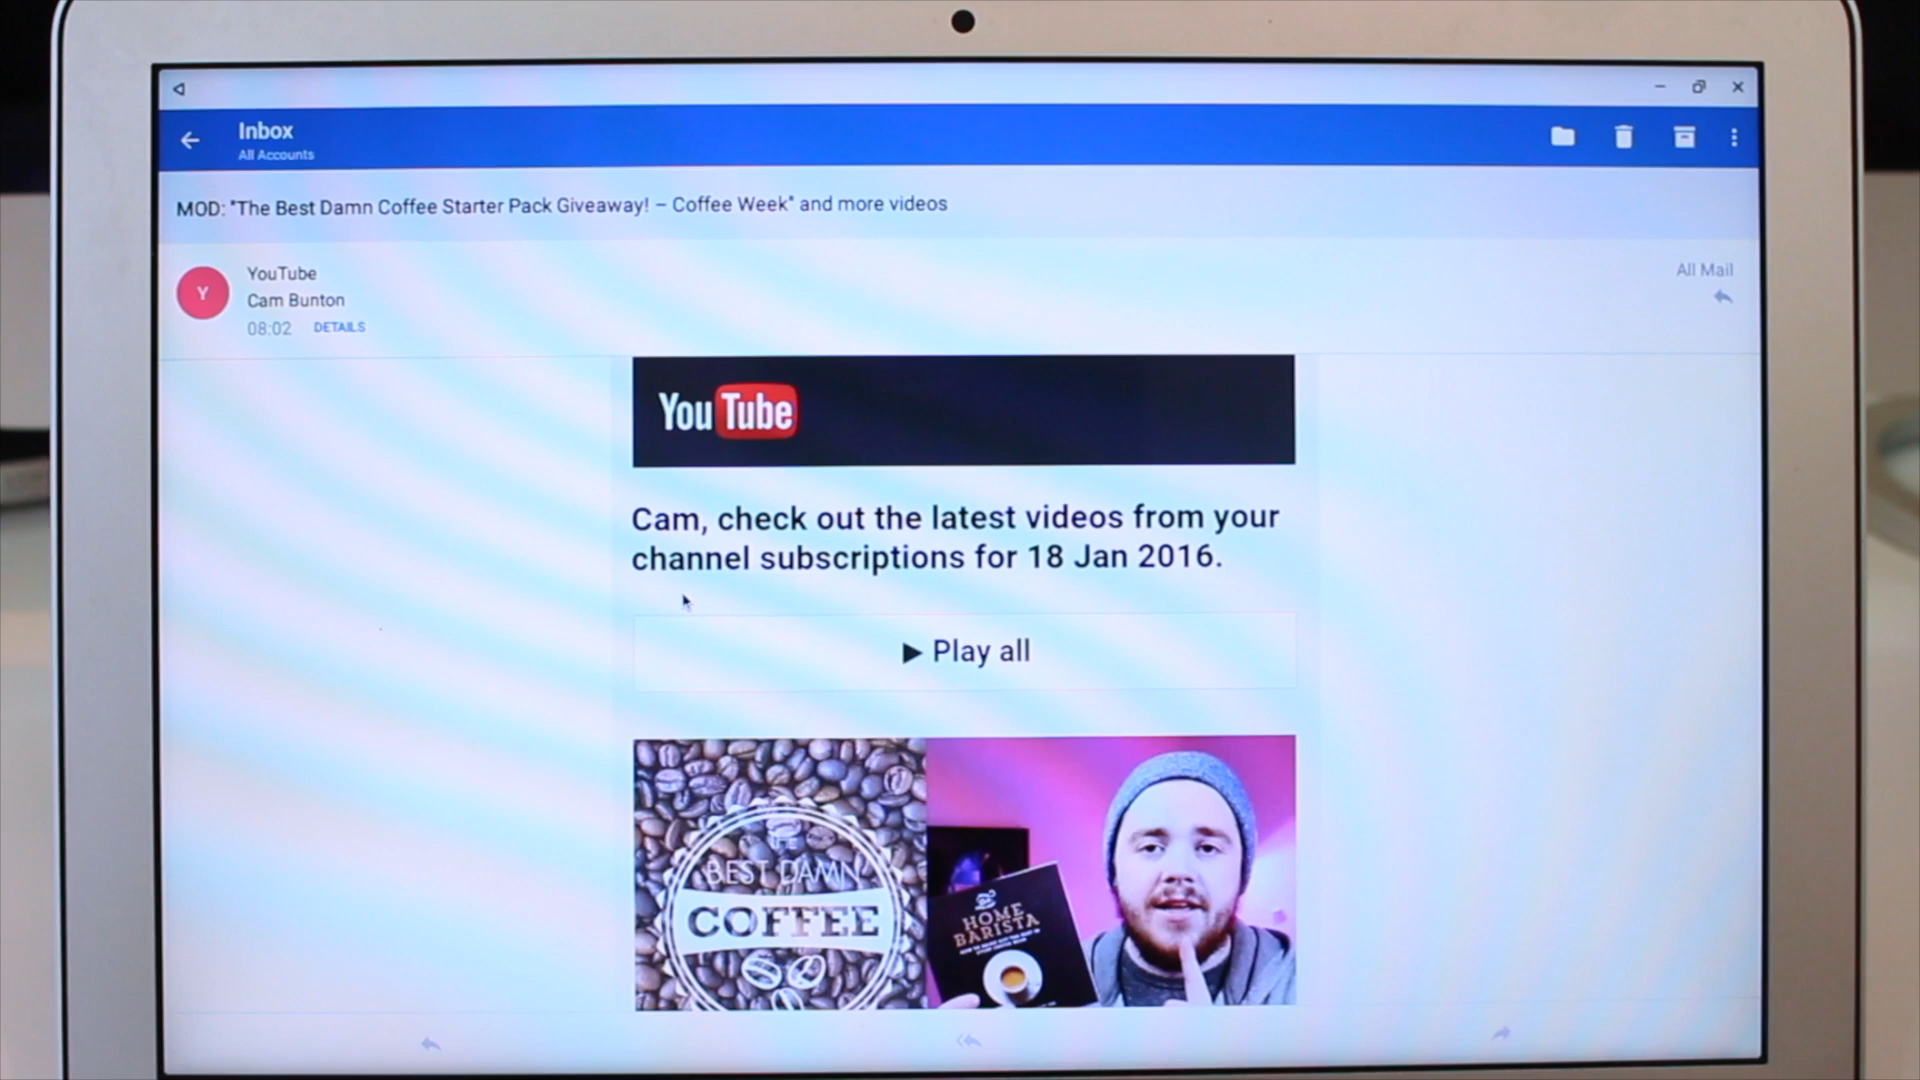 Inbox
All Accounts
MOD: "The Best Damn Coffee Starter Pack Giveaway! – Coffee Week" and more videos
Y
YouTube
Cam Bunton
08:02 DETAILS
All Mail
YouTube
Cam, check out the latest videos from your
channel subscriptions for 18 Jan 2016.
▶ Play all
THE
BEST DAMN
COFFEE
HOME
BARISTA